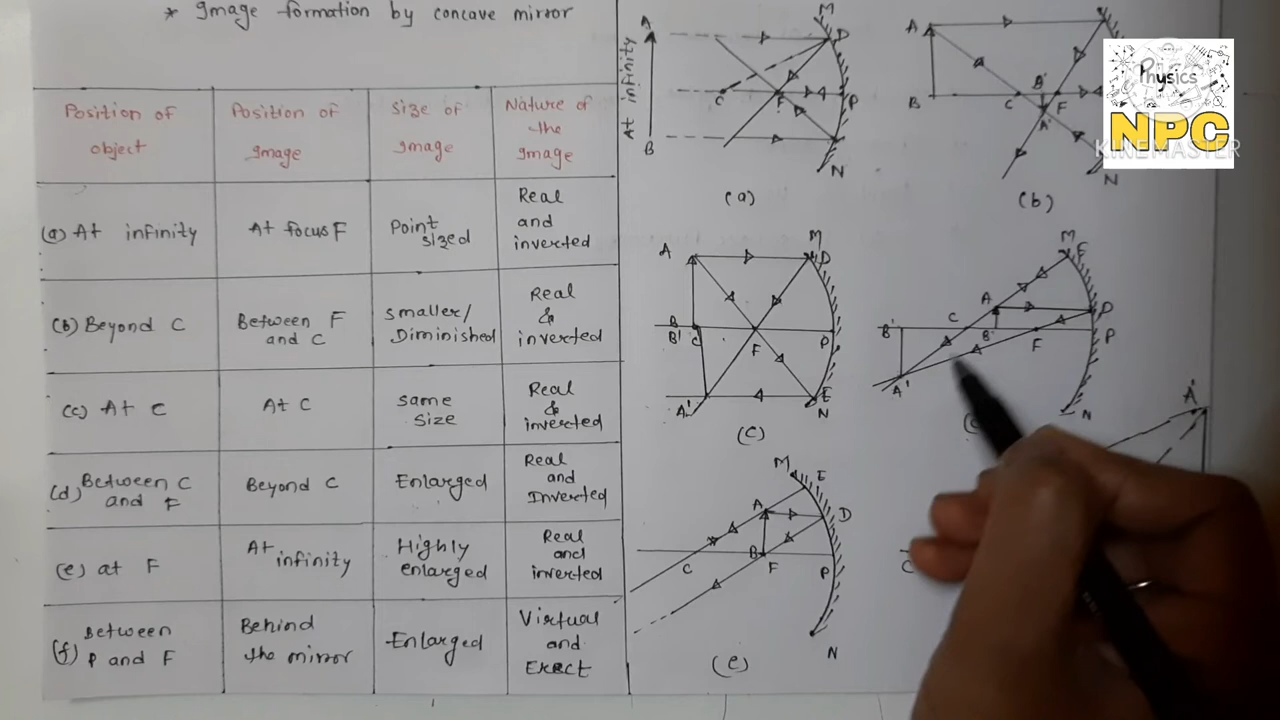 * Image formation by concave mirror
Position of object
Position of Image
Size of Image
Nature of the Image
(a) At infinity
At focus F
Point sized
Real and inverted
(b) Beyond C
Between F and C
smaller/ Diminished
Real & inverted
(c) At C
At C
same size
Real & inverted
(d) Between C and F
Beyond C
Enlarged
Real and Inverted
(e) at F
At infinity
Highly enlarged
Real and inverted
(f) Between P and F
Behind the mirror
Enlarged
Virtual and Erect
At infinity
A
B
M
D
C
F
P
N
(a)
A
B
C
B'
F
A'
N
(b)
Physics
NPC
KINEMASTER
A
M
D
B
B'
C
F
P
A'
E
N
(c)
M
E
A
D
C
B'
B'
F
P
A'
N
M
E
A
D
B
C
F
P
N
(e)
A'
C